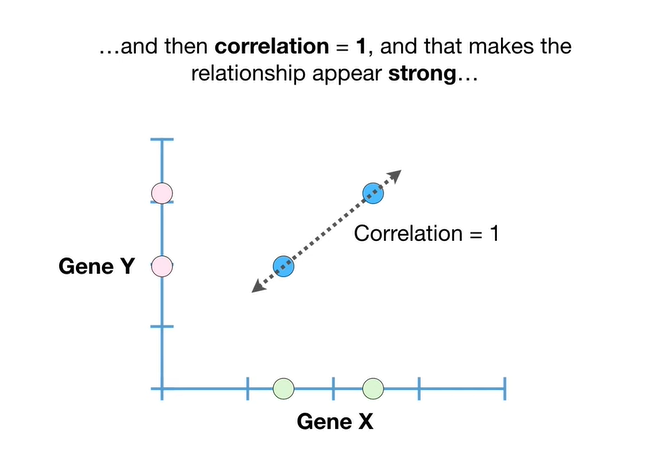 …and then correlation = 1, and that makes the
relationship appear strong…
Correlation = 1
Gene Y
Gene X